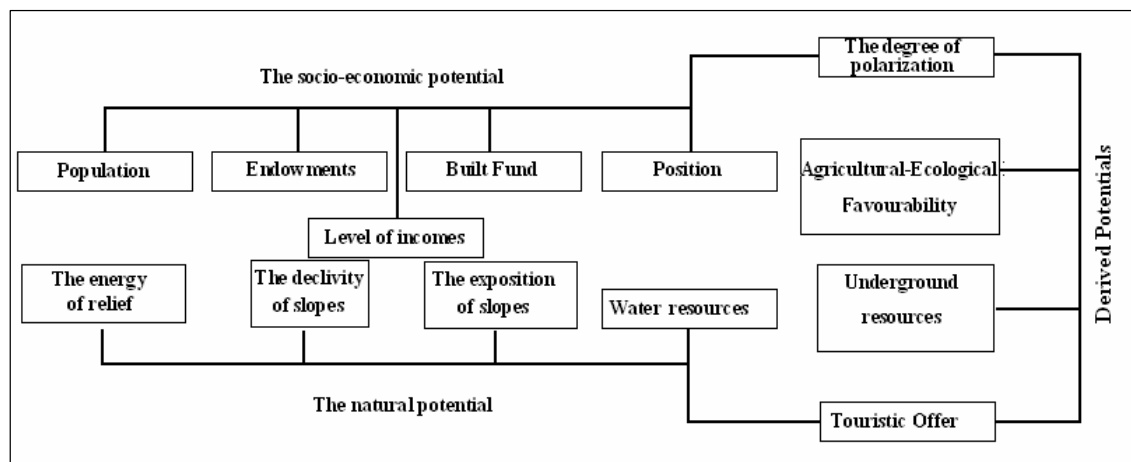 The socio-economic potential
The degree of
polarization
Population
Endowments
Built Fund
Position
Agricultural-Ecological
Favourability
Level of incomes
The energy
of relief
The declivity
of slopes
The exposition
of slopes
Water resources
Underground
resources
The natural potential
Touristic Offer
Derived Potentials